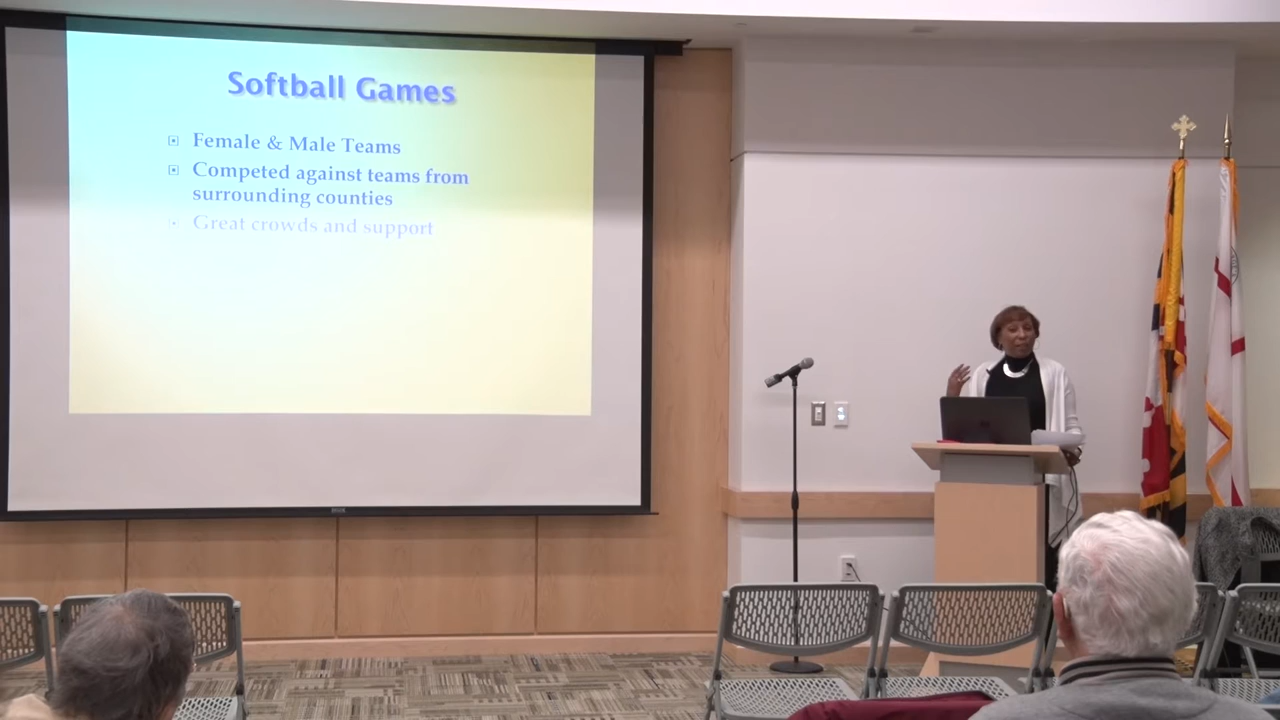 Softball Games
Female & Male Teams
Competed against teams from
surrounding counties
Great crowds and support